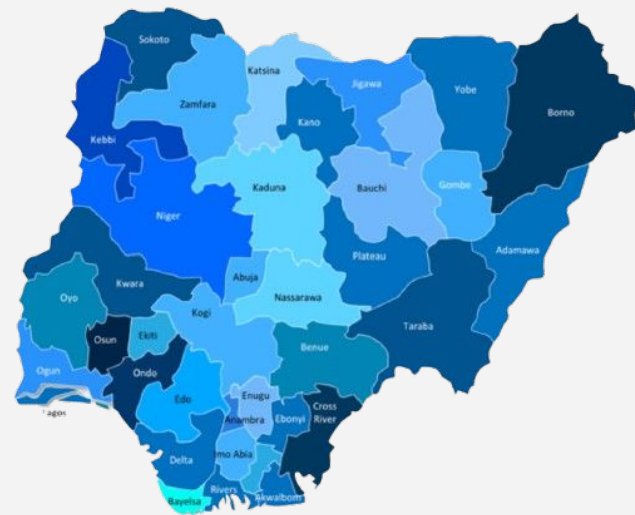 Sokoto
Katsina
Jigawa
Yobe
Borno
Zamfara
Kano
Kebbi
Kaduna
Bauchi
Gombe
Niger
Adamawa
Abuja
Plateau
Kwara
Nassarawa
Oyo
Kogi
Taraba
Osun
Ekiti
Benue
Ogun
Ondo
Edo
Enugu
Cross
River
Lagos
Anambra
Ebonyi
Delta
Imo Abia
Rivers
Akwaibom
Bayelsa